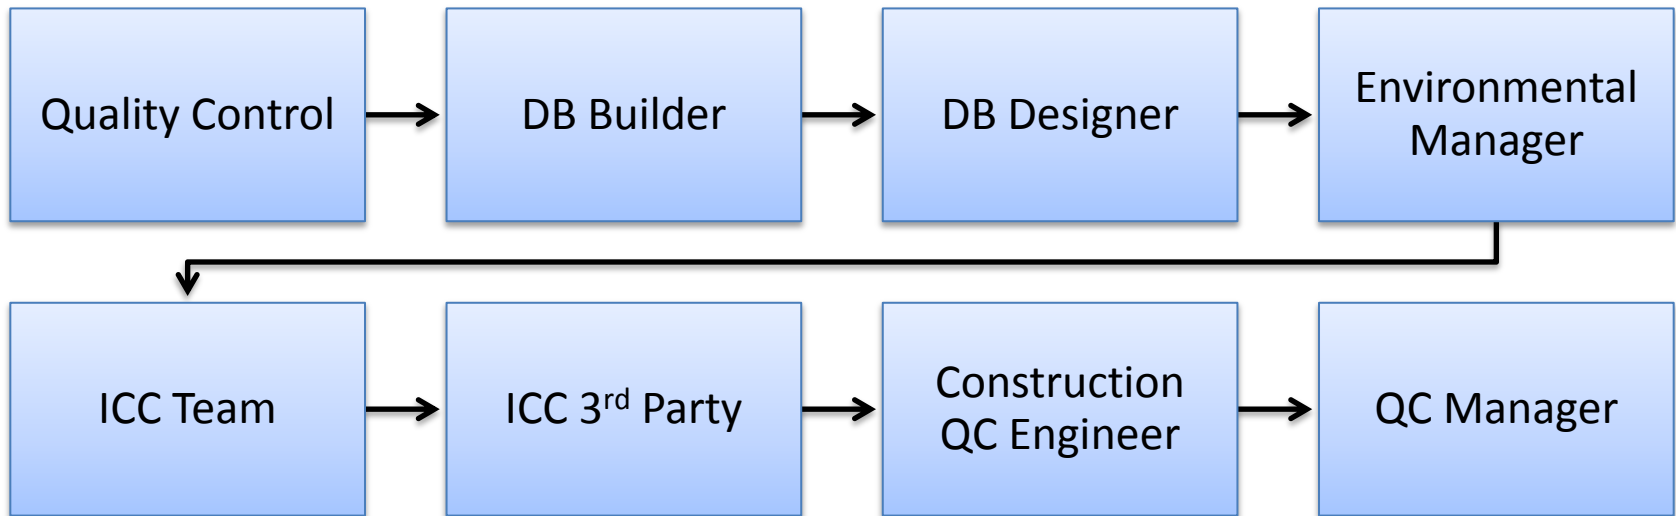 Quality Control
DB Builder
DB Designer
Environmental
Manager
ICC Team
ICC 3rd Party
Construction
QC Engineer
QC Manager